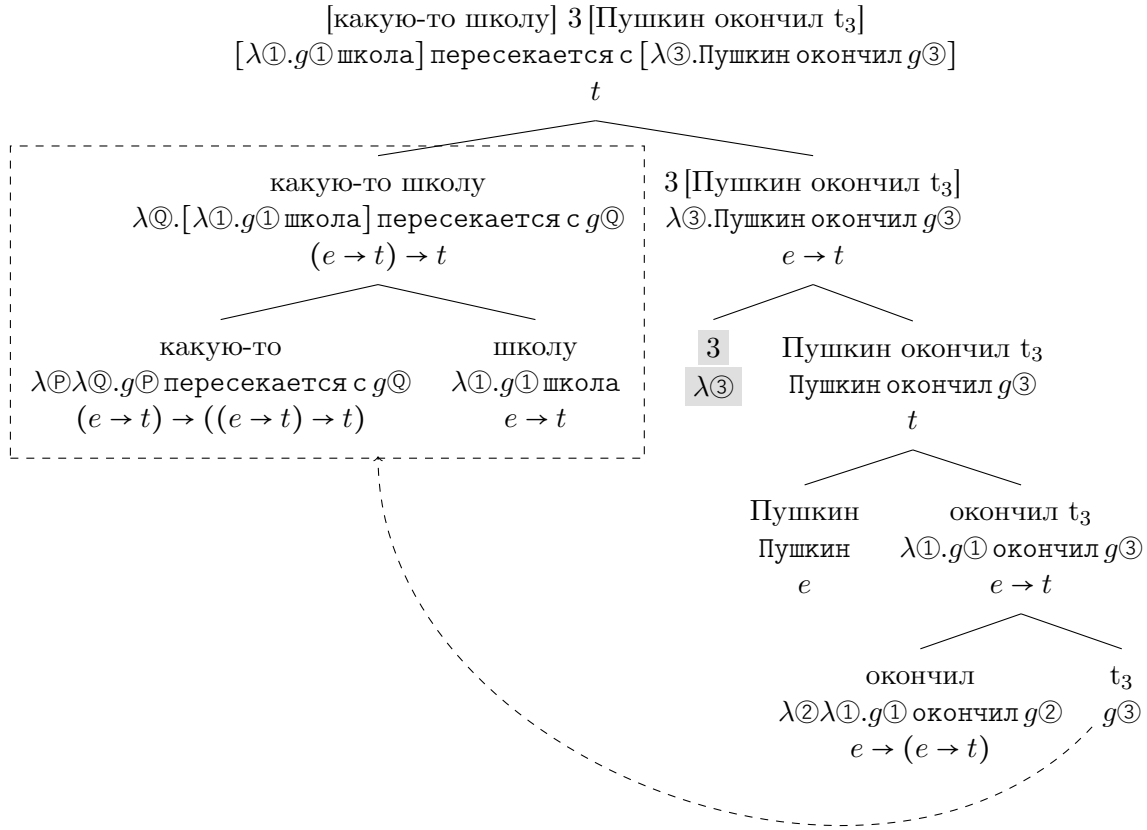 [какую-то школу] 3 [Пушкин окончил t₃]
[λ①.g① школа] пересекается с [λ③.Пушкин окончил g③]
t
какую-то школу
λⓆ.[λ①.g① школа] пересекается с gⓆ
(e → t) → t
3 [Пушкин окончил t₃]
λ③.Пушкин окончил g③
e → t
какую-то
λⓅλⓆ.gⓅ пересекается с gⓆ
(e → t) → ((e → t) → t)
школу
λ①.g① школа
e → t
3
λ③
Пушкин окончил t₃
Пушкин окончил g③
t
Пушкин
Пушкин
e
окончил t₃
λ①.g① окончил g③
e → t
окончил
λ②λ①.g① окончил g②
e → (e → t)
t₃
g③